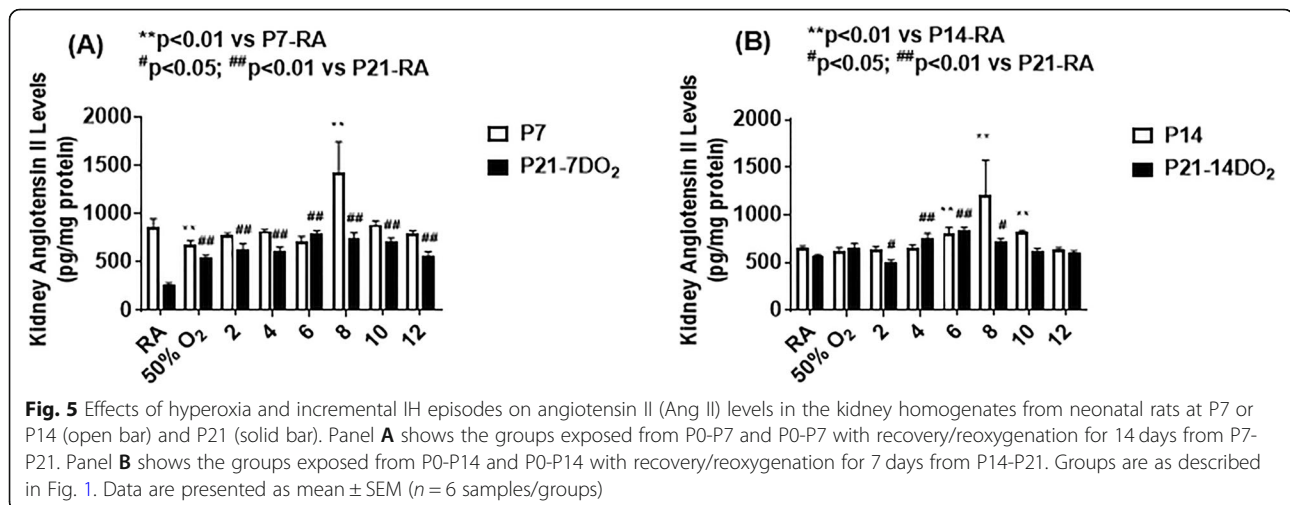 (A)
**p<0.01 vs P7-RA
#p<0.05; ##p<0.01 vs P21-RA
Kidney Angiotensin II Levels
(pg/mg protein)
2000
1500
1000
500
0
**
** ## ## ## ## ## ## ##
RA
50% O₂
2
4
6
8
10
12
P7
P21-7DO₂
(B)
**p<0.01 vs P14-RA
#p<0.05; ##p<0.01 vs P21-RA
Kidney Angiotensin II Levels
(pg/mg protein)
2000
1500
1000
500
0
**
# ## ** ## # **
RA
50% O₂
2
4
6
8
10
12
P14
P21-14DO₂
Fig. 5 Effects of hyperoxia and incremental IH episodes on angiotensin II (Ang II) levels in the kidney homogenates from neonatal rats at P7 or
P14 (open bar) and P21 (solid bar). Panel A shows the groups exposed from P0-P7 and P0-P7 with recovery/reoxygenation for 14 days from P7-
P21. Panel B shows the groups exposed from P0-P14 and P0-P14 with recovery/reoxygenation for 7 days from P14-P21. Groups are as described
in Fig. 1. Data are presented as mean ± SEM (n = 6 samples/groups)